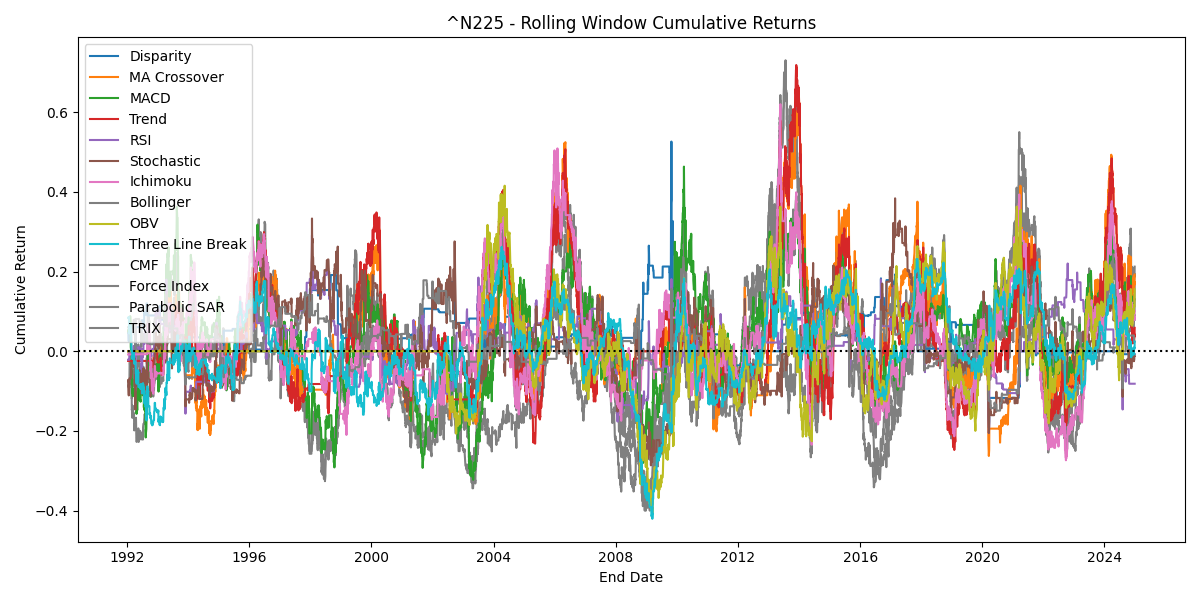 ^N225 - Rolling Window Cumulative Returns
Disparity
MA Crossover
MACD
Trend
RSI
Stochastic
Ichimoku
Bollinger
OBV
Three Line Break
CMF
Force Index
Parabolic SAR
TRIX
Cumulative Return
0.6
0.4
0.2
0.0
−0.2
−0.4
1992 1996 2000 2004 2008 2012 2016 2020 2024
End Date